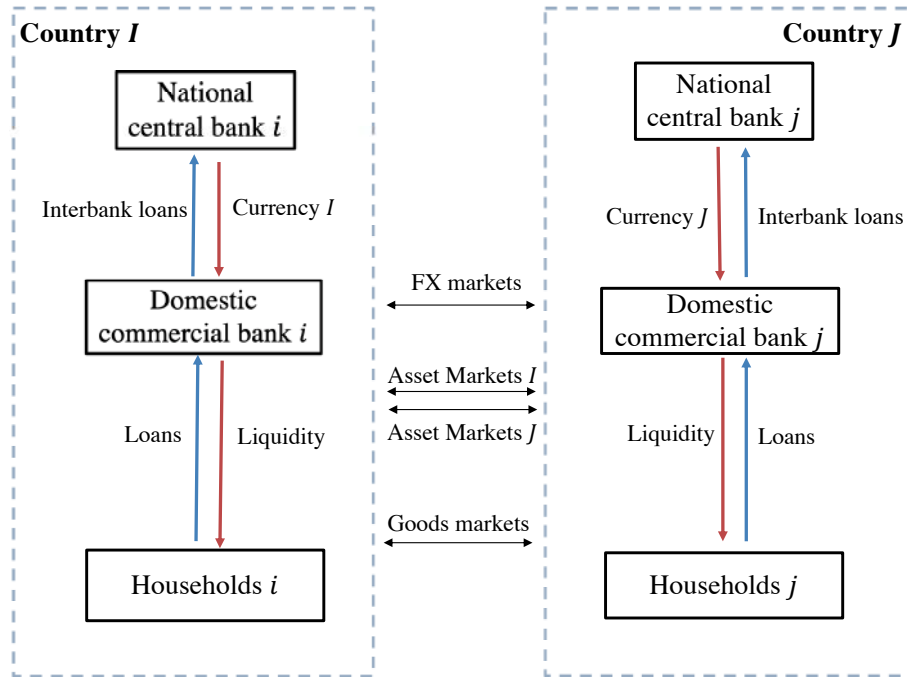 Country I
National
central bank i
Interbank loans
Currency I
Domestic
commercial bank i
Loans
Liquidity
Households i
FX markets
Asset Markets I
Asset Markets J
Goods markets
Country J
National
central bank j
Currency J
Interbank loans
Domestic
commercial bank j
Liquidity
Loans
Households j